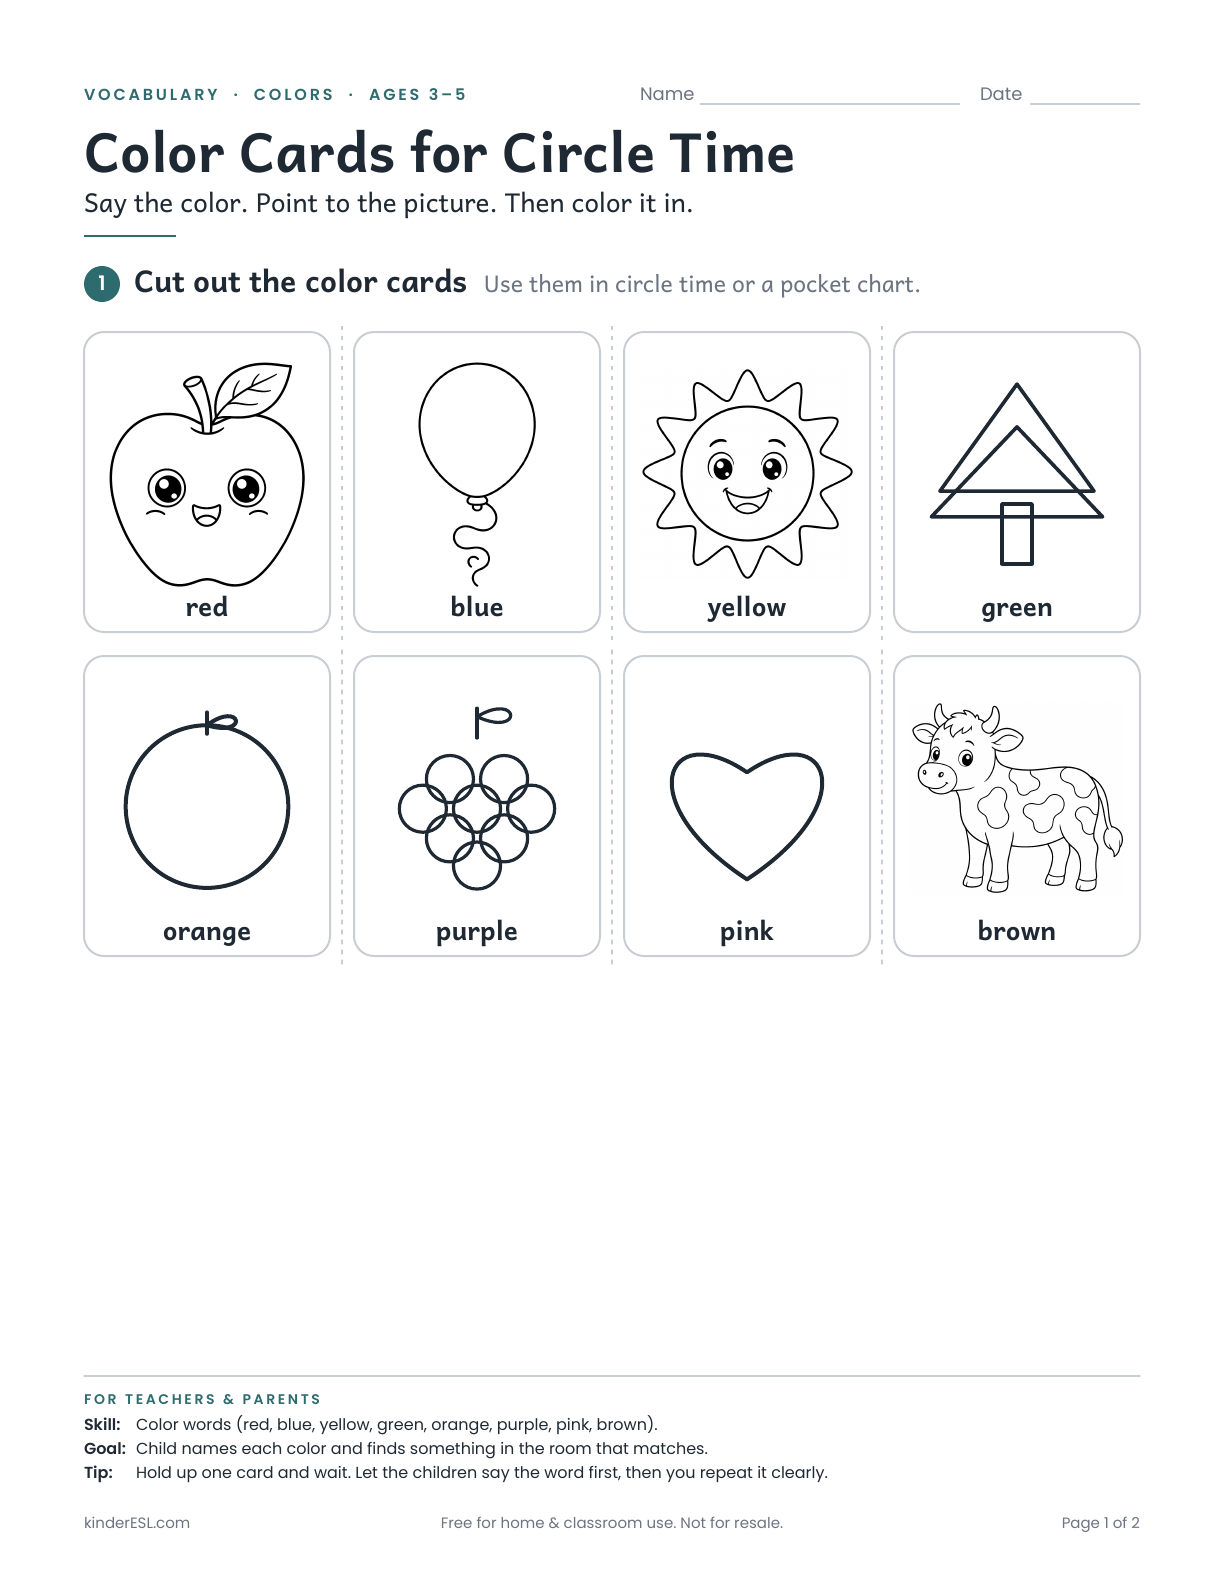 VOCABULARY · COLORS · AGES 3–5
Name
Date
Color Cards for Circle Time
Say the color. Point to the picture. Then color it in.
1 Cut out the color cards Use them in circle time or a pocket chart.
red
blue
yellow
green
orange
purple
pink
brown
FOR TEACHERS & PARENTS
Skill: Color words (red, blue, yellow, green, orange, purple, pink, brown).
Goal: Child names each color and finds something in the room that matches.
Tip: Hold up one card and wait. Let the children say the word first, then you repeat it clearly.
kinderESL.com
Free for home & classroom use. Not for resale.
Page 1 of 2